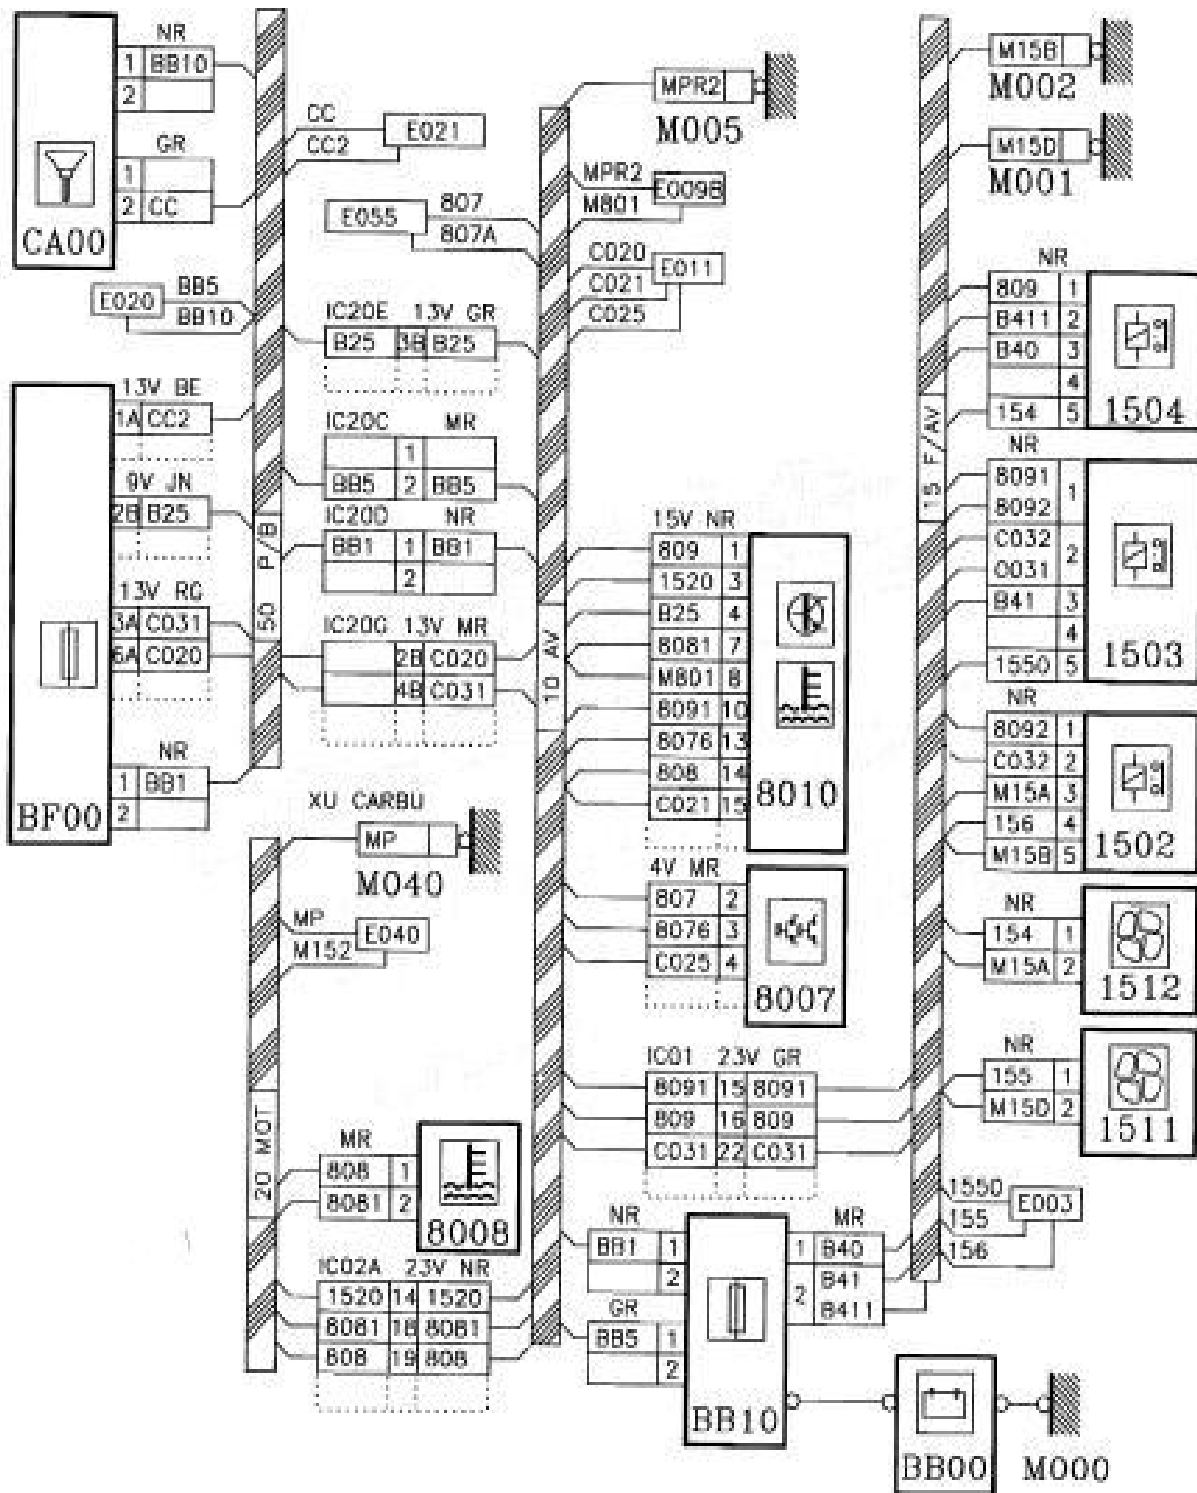 NR
1 BB10
2
GR
1
2 CC
CA00
CC
CC2
E021
E020
BB5
BB10
13V BE
1A CC2
9V JN
2B B25
13V RG
3A C031
6A C020
NR
1 BB1
2
BF00
50 P/B
E055
807
807A
IC20E 13V GR
B25 3B B25
IC20C MR
1
BB5 2 BB5
IC20D NR
BB1 1 BB1
2
IC20G 13V MR
2B C020
4B C031
XU CARBU
MP
M040
MP
M152
E040
20 MOT
MR
808 1
8081 2
8008
IC02A 23V NR
1520 14 1520
8081 18 8081
808 19 808
10 AV
MPR2
M005
MPR2
M801
E009B
C020
C021
C025
E011
15V NR
809 1
1520 3
B25 4
8081 7
M801 8
8091 10
8076 13
808 14
C021 15
8010
4V MR
807 2
8076 3
C025 4
8007
IC01 23V GR
8091 15 8091
809 16 809
C031 22 C031
NR
BB1 1
2
GR
BB5 1
2
MR
1 B40
2 B41
B411
BB10
BB00
M000
15 F/AV
M15B
M002
M15D
M001
NR
809 1
B411 2
B40 3
4
154 5
1504
NR
8091 1
8092
C032 2
C031
B41 3
4
1550 5
1503
NR
8092 1
C032 2
M15A 3
156 4
M15B 5
1502
NR
154 1
M15A 2
1512
NR
155 1
M15D 2
1511
1550
155
156
E003